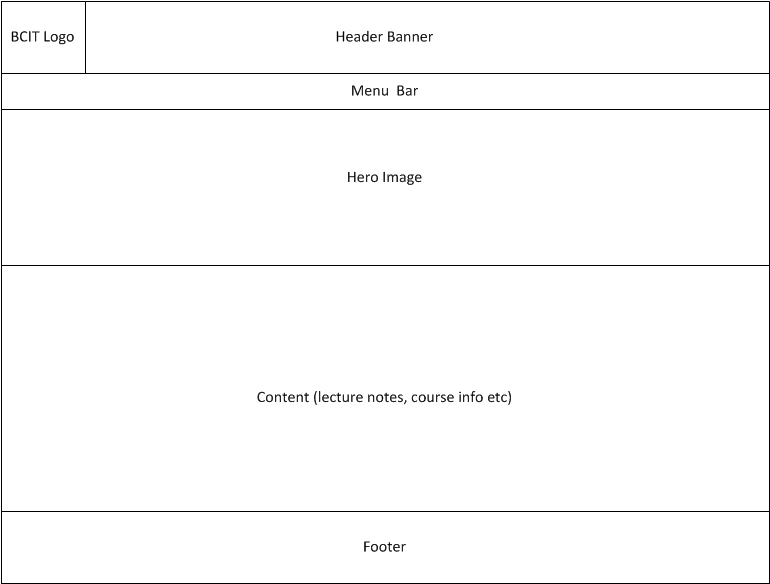 BCIT Logo
Header Banner
Menu Bar
Hero Image
Content (lecture notes, course info etc)
Footer